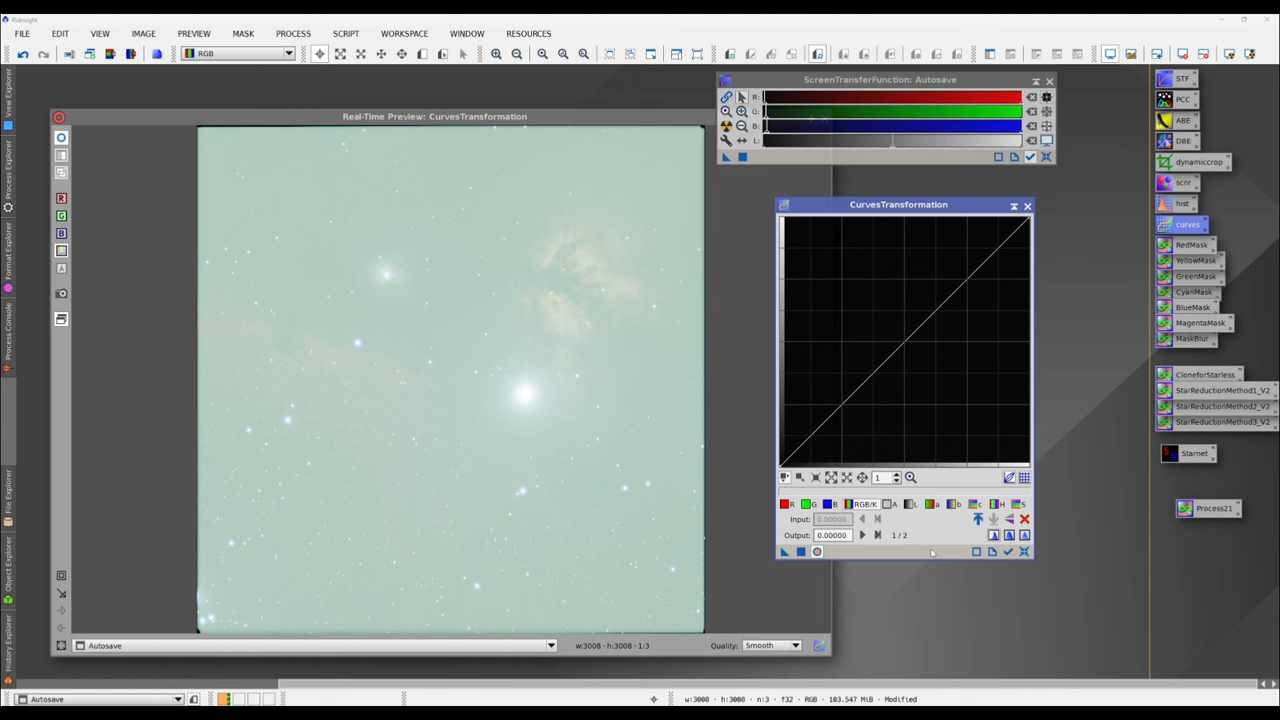 PixInsight
FILE EDIT VIEW IMAGE PREVIEW MASK PROCESS SCRIPT WORKSPACE WINDOW RESOURCES
RGB
View Explorer
Process Explorer
Format Explorer
Process Console
File Explorer
Object Explorer
History Explorer
Real-Time Preview: CurvesTransformation
R
G
B
A
Autosave
w:3008 · h:3008 · 1:3
Quality: Smooth
ScreenTransferFunction: Autosave
R:
G:
B:
L:
CurvesTransformation
1
R G B RGB/K A L a b c H S
Input: 0.00000
Output: 0.00000 1 / 2
STF
PCC
ABE
DBE
dynamiccrop
scnr
hist
curves
RedMask
YellowMask
GreenMask
CyanMask
BlueMask
MagentaMask
MaskBlur
CloneforStarless
StarReductionMethod1_V2
StarReductionMethod2_V2
StarReductionMethod3_V2
Starnet
Process21
Autosave
w:3008 · h:3008 · n:3 · f32 · RGB · 103.547 MiB · Modified